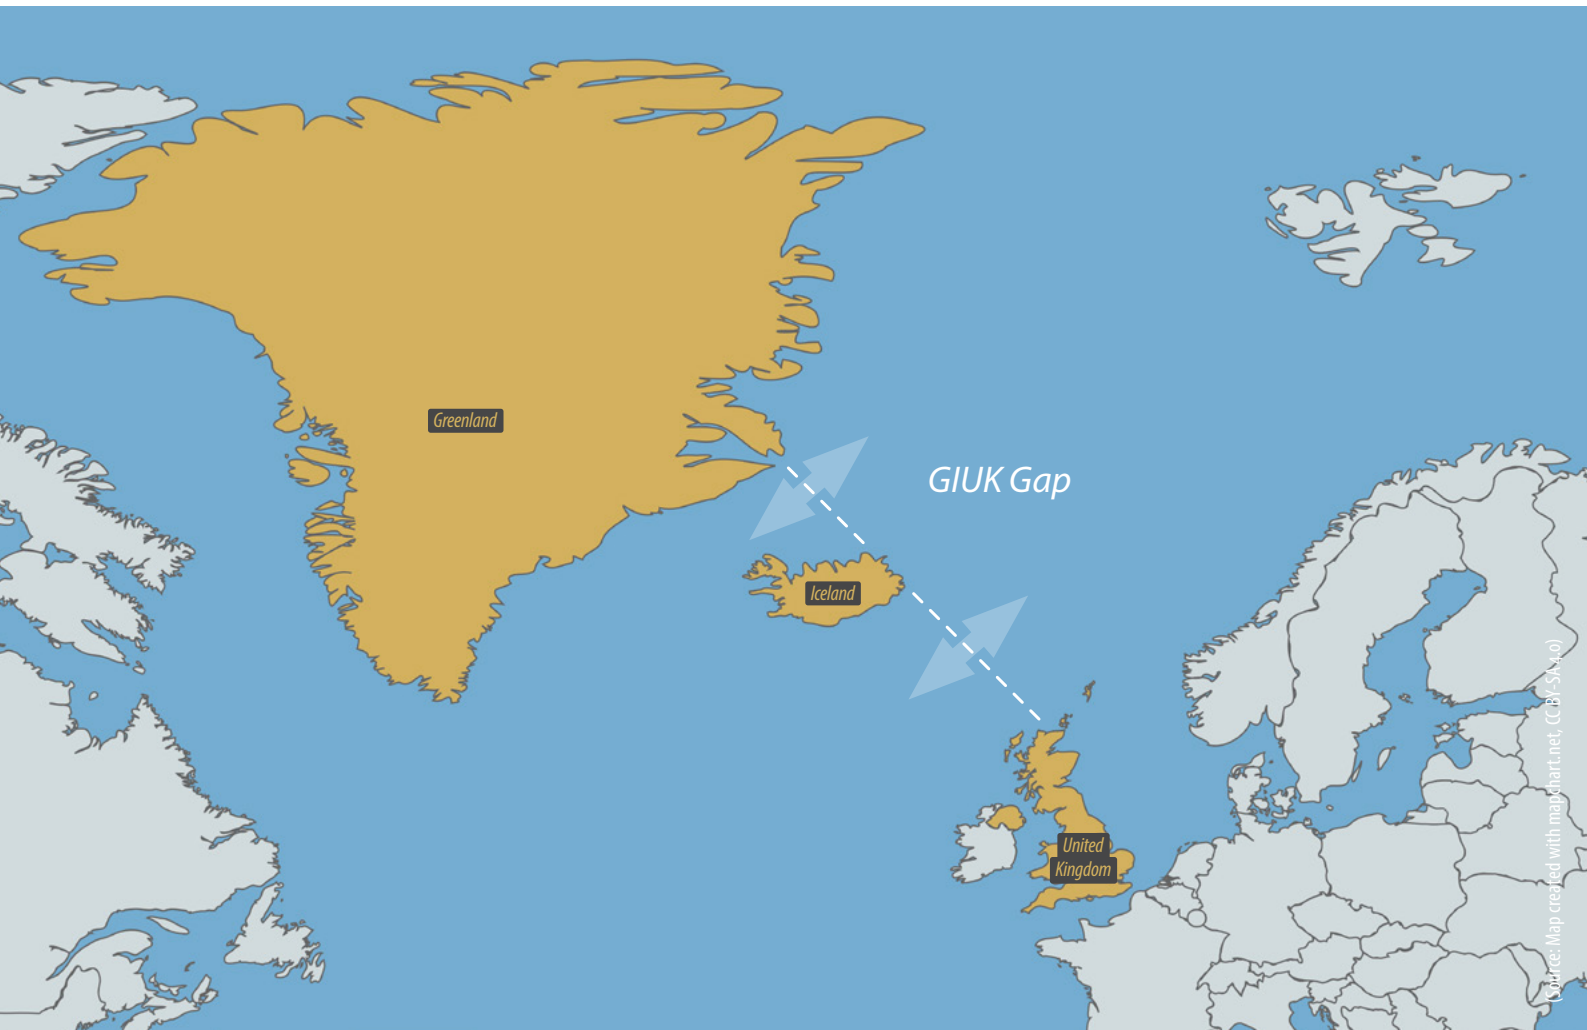 Greenland
GIUK Gap
Iceland
United
Kingdom
(Source: Map created with mapchart.net, CC BY-SA 4.0)